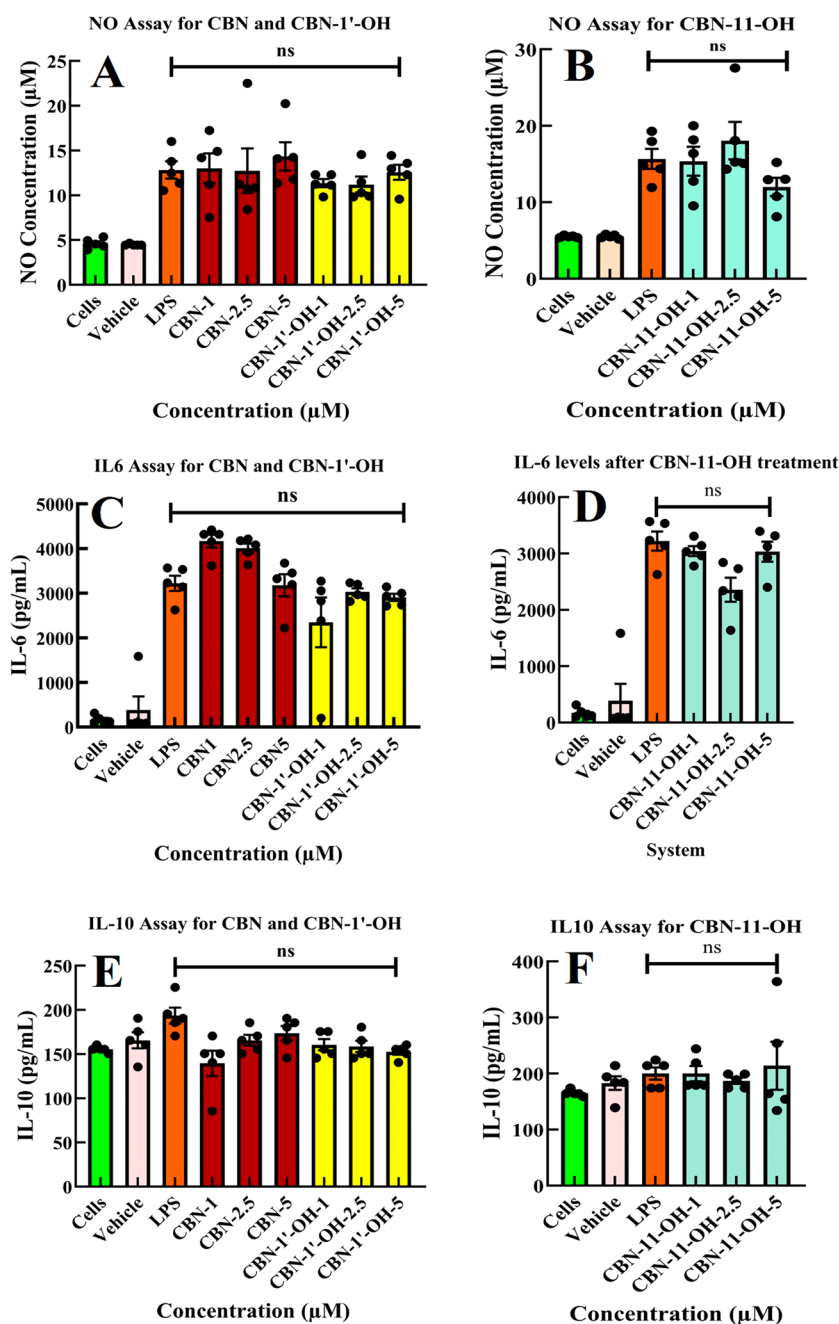 NO Assay for CBN and CBN-1'-OH
A
ns
NO Concentration (µM)
25
20
15
10
5
0
Cells
Vehicle
LPS
CBN-1
CBN-2.5
CBN-5
CBN-1'-OH-1
CBN-1'-OH-2.5
CBN-1'-OH-5
Concentration (µM)
NO Assay for CBN-11-OH
B
ns
NO Concentration (µM)
30
20
10
0
Cells
Vehicle
LPS
CBN-11-OH-1
CBN-11-OH-2.5
CBN-11-OH-5
Concentration (µM)
IL6 Assay for CBN and CBN-1'-OH
C
ns
IL-6 (pg/mL)
5000
4000
3000
2000
1000
0
Cells
Vehicle
LPS
CBN1
CBN2.5
CBN5
CBN-1'-OH-1
CBN-1'-OH-2.5
CBN-1'-OH-5
Concentration (µM)
IL-6 levels after CBN-11-OH treatment
D
ns
IL-6 (pg/mL)
4000
3000
2000
1000
0
Cells
Vehicle
LPS
CBN-11-OH-1
CBN-11-OH-2.5
CBN-11-OH-5
System
IL-10 Assay for CBN and CBN-1'-OH
E
ns
IL-10 (pg/mL)
250
200
150
100
50
0
Cells
Vehicle
LPS
CBN-1
CBN-2.5
CBN-5
CBN-1'-OH-1
CBN-1'-OH-2.5
CBN-1'-OH-5
Concentration (µM)
IL10 Assay for CBN-11-OH
F
ns
IL-10 (pg/mL)
400
300
200
100
0
Cells
Vehicle
LPS
CBN-11-OH-1
CBN-11-OH-2.5
CBN-11-OH-5
Concentration (µM)